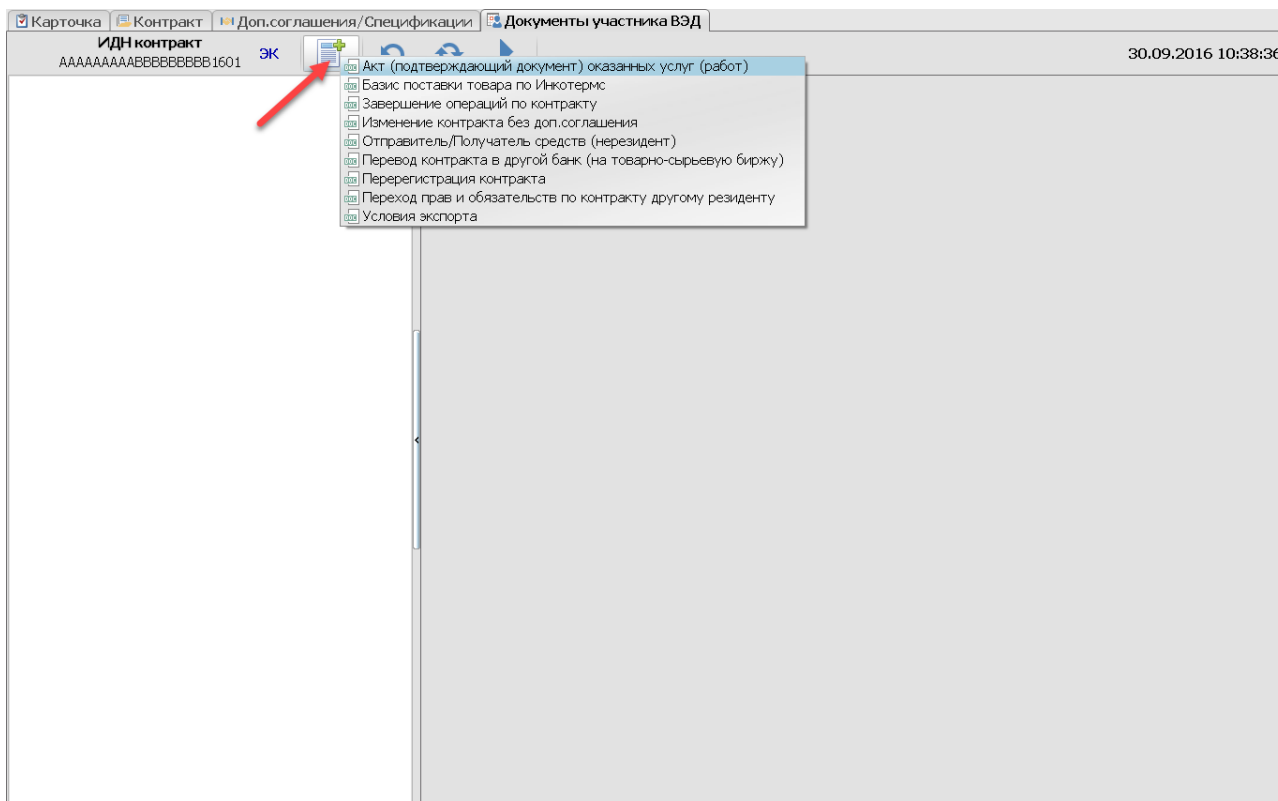 Карточка Контракт Доп.соглашения/Спецификации Документы участника ВЭД
ИДН контракт
AAAAAAAAABBBBBBBBB1601
ЭК
30.09.2016 10:38:36
Акт (подтверждающий документ) оказанных услуг (работ)
Базис поставки товара по Инкотермс
Завершение операций по контракту
Изменение контракта без доп.соглашения
Отправитель/Получатель средств (нерезидент)
Перевод контракта в другой банк (на товарно-сырьевую биржу)
Перерегистрация контракта
Переход прав и обязательств по контракту другому резиденту
Условия экспорта